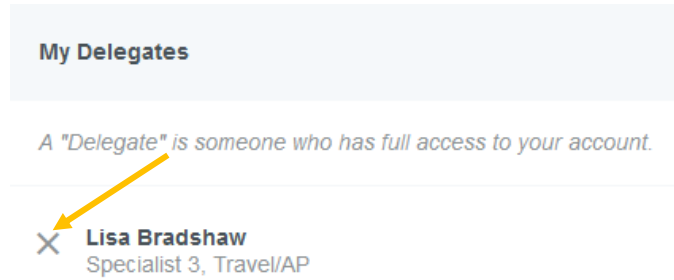 My Delegates
A "Delegate" is someone who has full access to your account.
Lisa Bradshaw
Specialist 3, Travel/AP